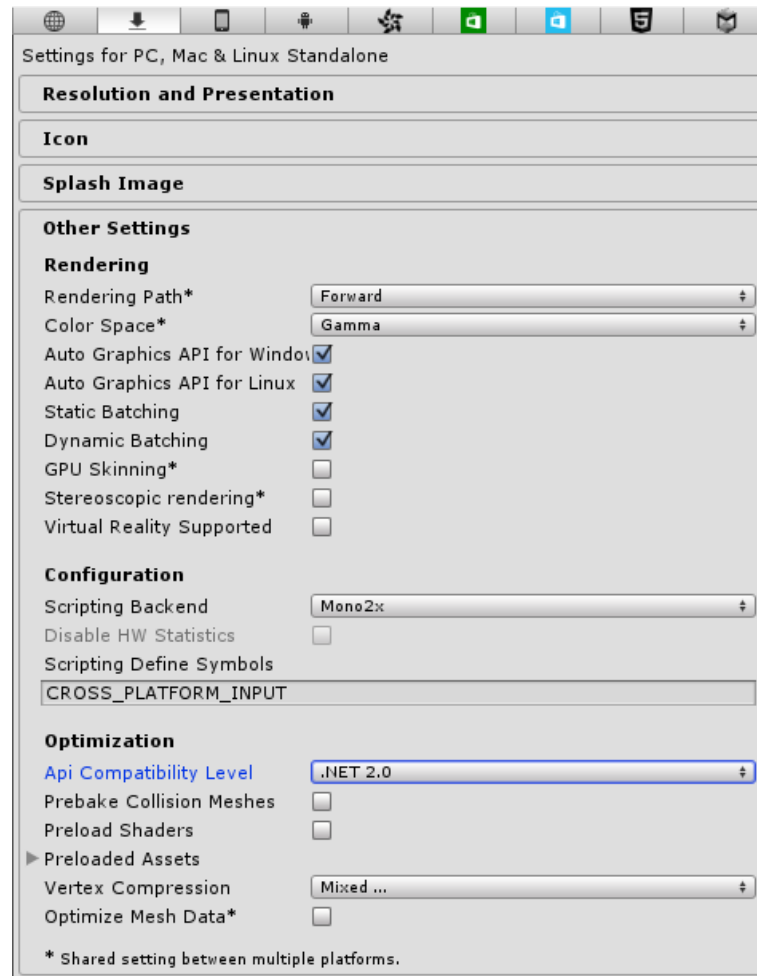 Settings for PC, Mac & Linux Standalone
Resolution and Presentation
Icon
Splash Image
Other Settings
Rendering
Rendering Path* Forward
Color Space* Gamma
Auto Graphics API for Window
Auto Graphics API for Linux
Static Batching
Dynamic Batching
GPU Skinning*
Stereoscopic rendering*
Virtual Reality Supported
Configuration
Scripting Backend Mono2x
Disable HW Statistics
Scripting Define Symbols
CROSS_PLATFORM_INPUT
Optimization
Api Compatibility Level .NET 2.0
Prebake Collision Meshes
Preload Shaders
Preloaded Assets
Vertex Compression Mixed ...
Optimize Mesh Data*
* Shared setting between multiple platforms.